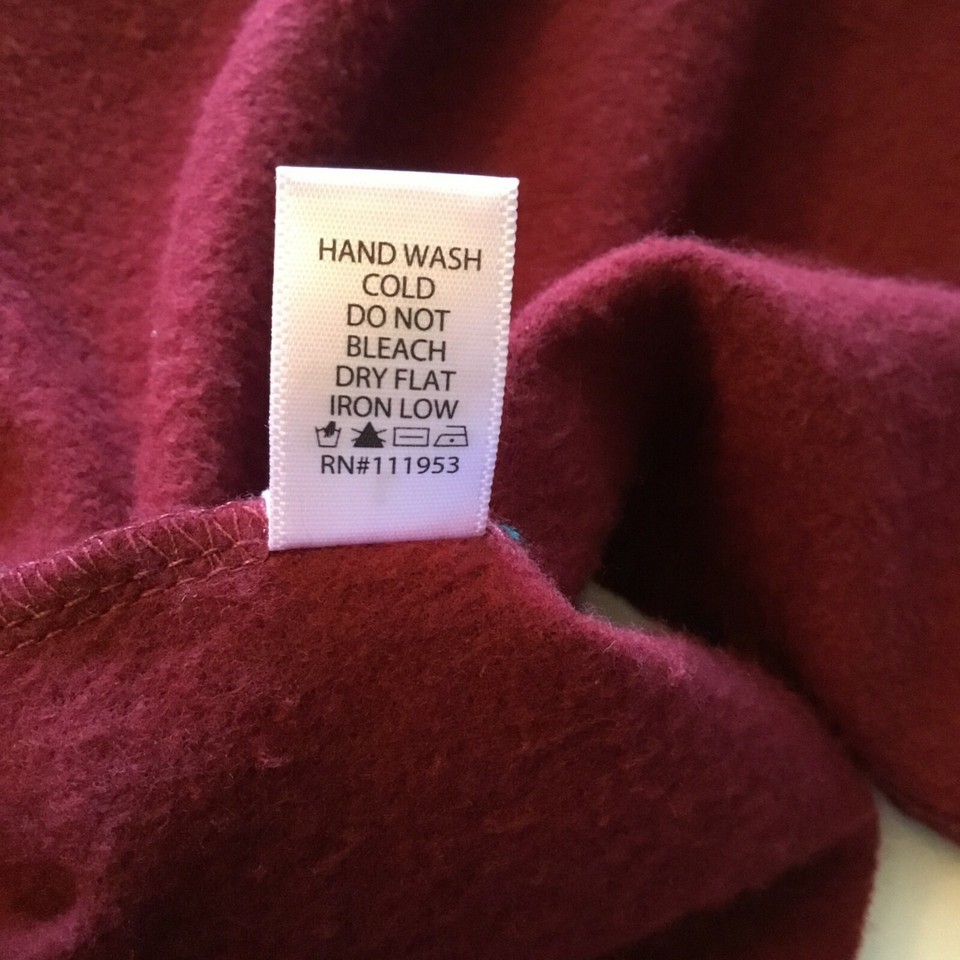 HAND WASH
COLD
DO NOT
BLEACH
DRY FLAT
IRON LOW
RN#111953